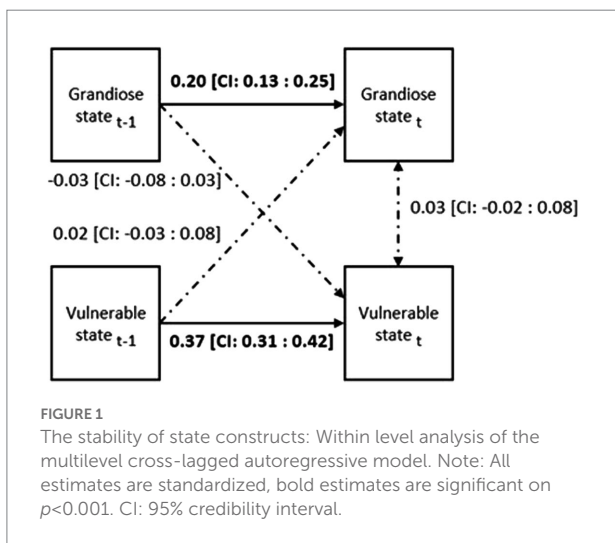 0.20 [CI: 0.13 : 0.25]
Grandiose
state t-1
Grandiose
state t
-0.03 [CI: -0.08 : 0.03]
0.03 [CI: -0.02 : 0.08]
0.02 [CI: -0.03 : 0.08]
Vulnerable
state t-1
Vulnerable
state t
0.37 [CI: 0.31 : 0.42]
FIGURE 1
The stability of state constructs: Within level analysis of the
multilevel cross-lagged autoregressive model. Note: All
estimates are standardized, bold estimates are significant on
p<0.001. CI: 95% credibility interval.